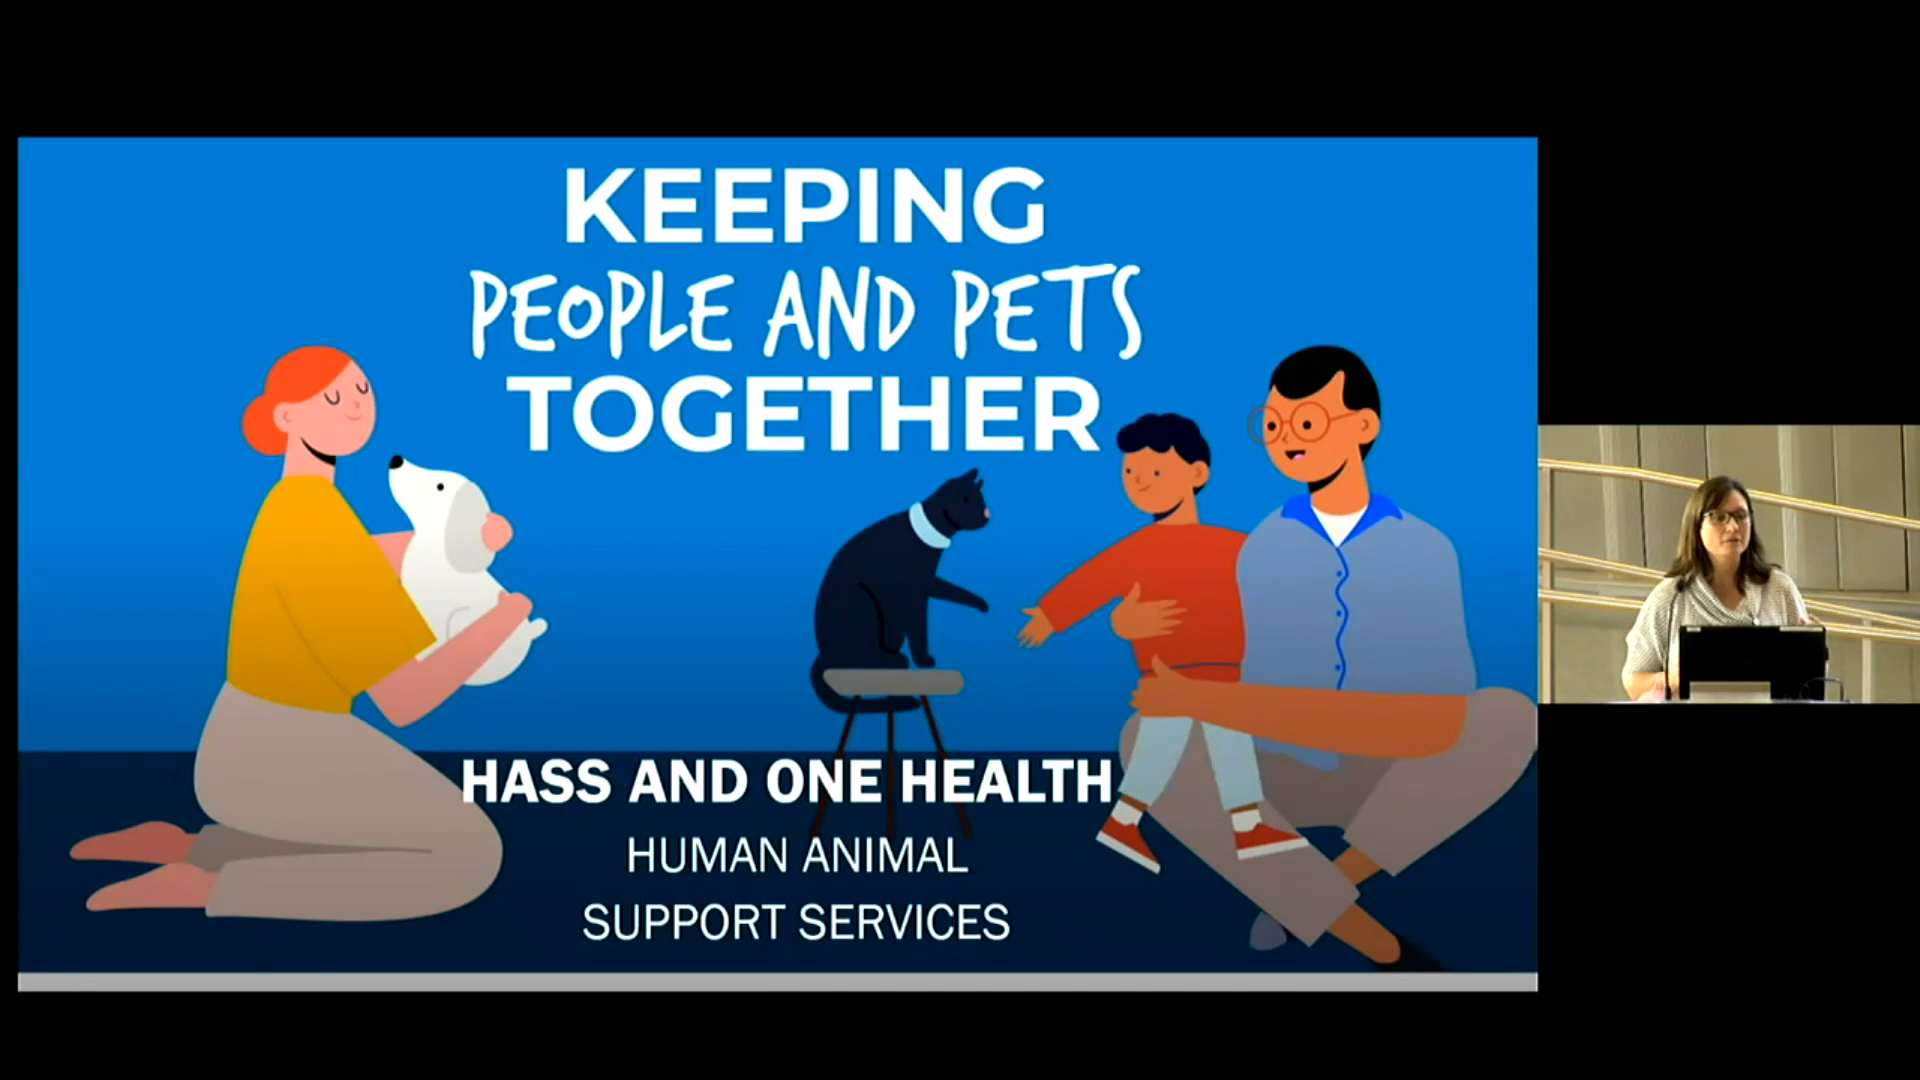 KEEPING
PEOPLE AND PETS
TOGETHER
HASS AND ONE HEALTH
HUMAN ANIMAL
SUPPORT SERVICES